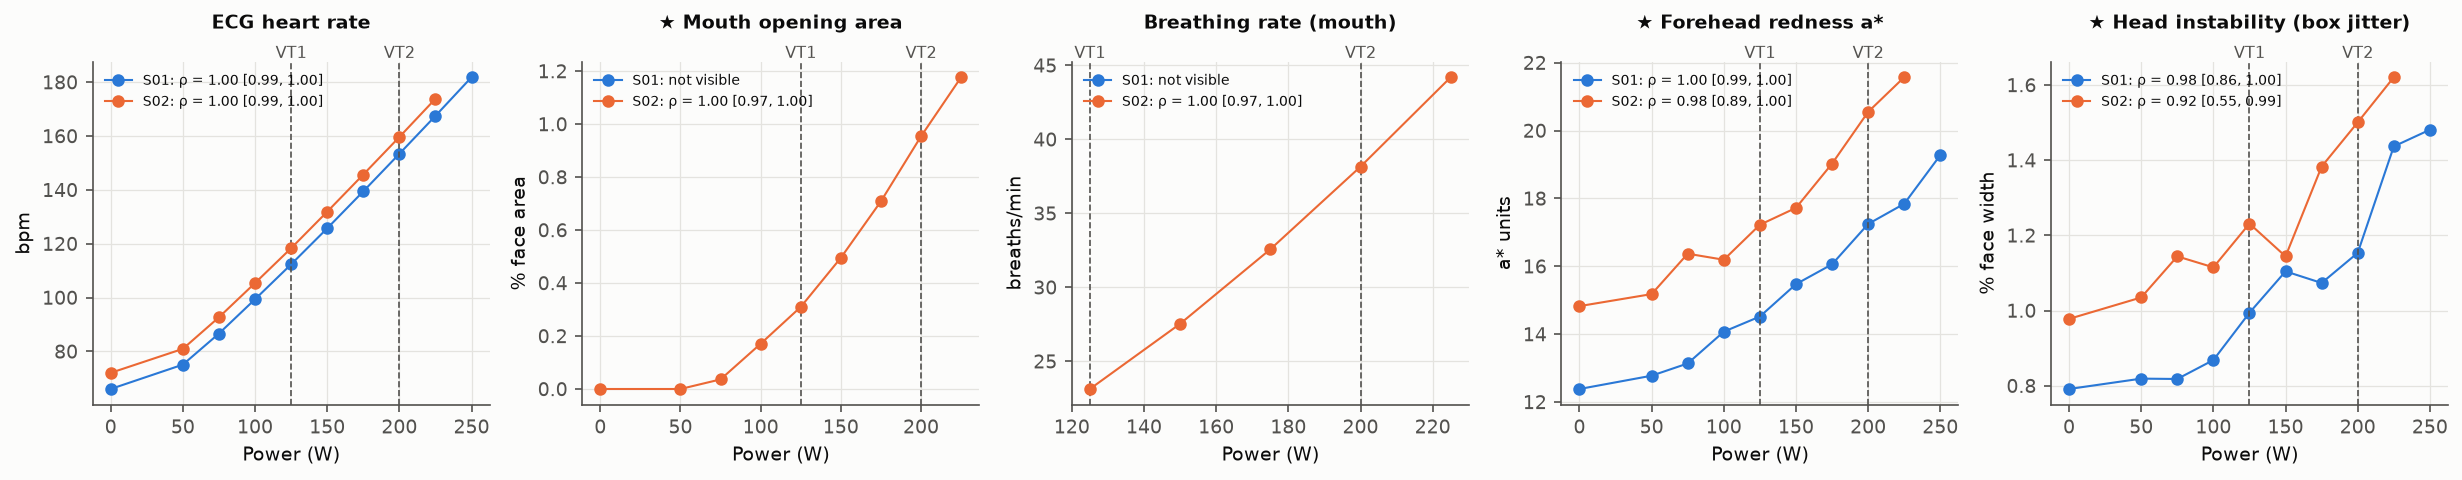 ECG heart rate
VT1 VT2
S01: ρ = 1.00 [0.99, 1.00]
S02: ρ = 1.00 [0.99, 1.00]
bpm
180
160
140
120
100
80
0 50 100 150 200 250
Power (W)
★ Mouth opening area
VT1 VT2
S01: not visible
S02: ρ = 1.00 [0.97, 1.00]
% face area
1.2
1.0
0.8
0.6
0.4
0.2
0.0
0 50 100 150 200
Power (W)
Breathing rate (mouth)
VT1 VT2
S01: not visible
S02: ρ = 1.00 [0.97, 1.00]
breaths/min
45
40
35
30
25
120 140 160 180 200 220
Power (W)
★ Forehead redness a*
VT1 VT2
S01: ρ = 1.00 [0.99, 1.00]
S02: ρ = 0.98 [0.89, 1.00]
a* units
22
20
18
16
14
12
0 50 100 150 200 250
Power (W)
★ Head instability (box jitter)
VT1 VT2
S01: ρ = 0.98 [0.86, 1.00]
S02: ρ = 0.92 [0.55, 0.99]
% face width
1.6
1.4
1.2
1.0
0.8
0 50 100 150 200 250
Power (W)